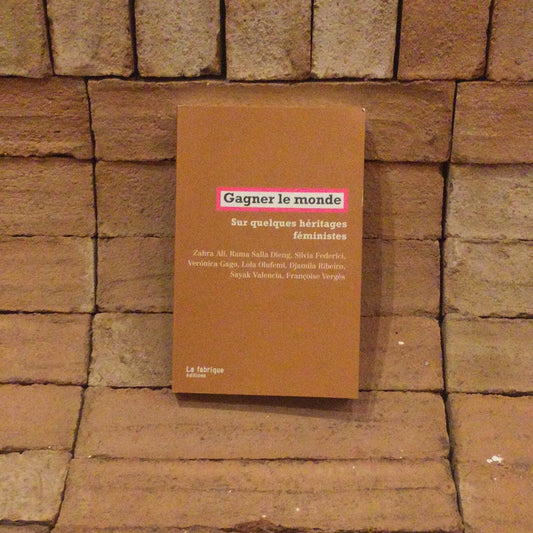 Gagner le monde
Sur quelques héritages
féministes
Zahra Ali, Rama Salla Dieng, Silvia Federici,
Verónica Gago, Lola Olufemi, Djamila Ribeiro,
Sayak Valencia, Françoise Vergès
La fabrique
éditions